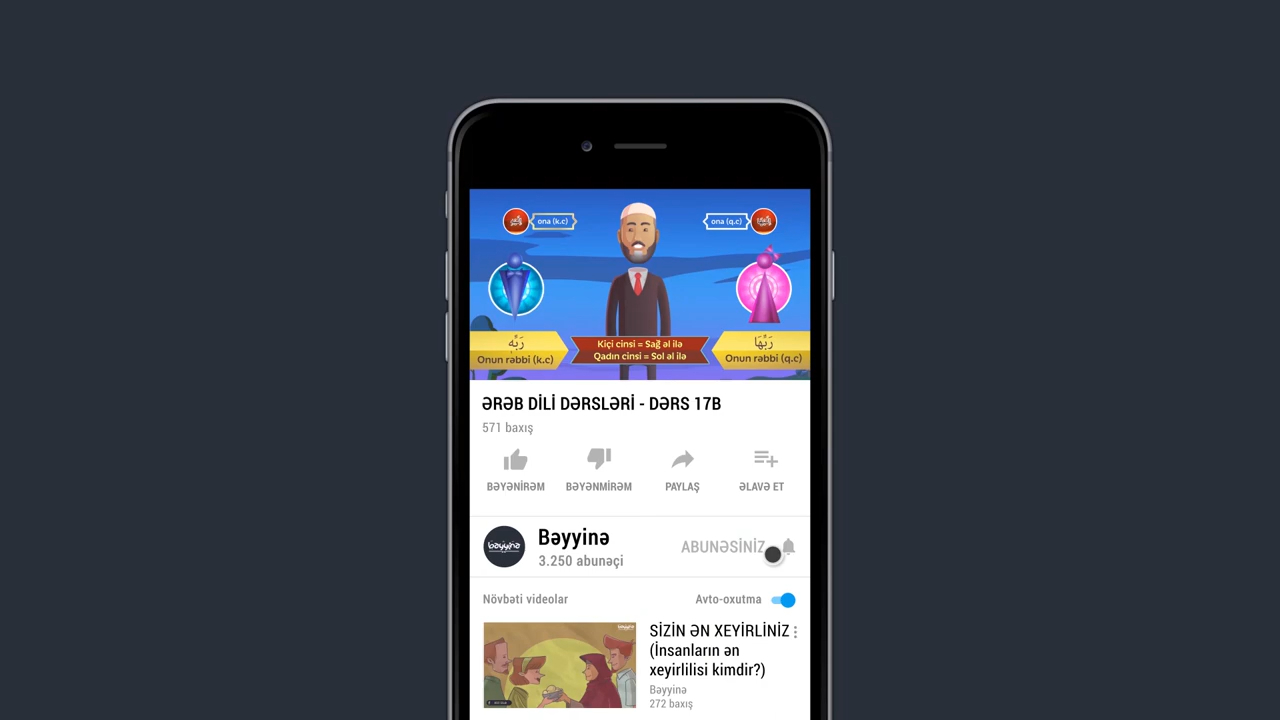 ona (k.c)
ona (q.c)
رَبِّهِ
Onun rəbbi (k.c)
Kiçi cinsi = Sağ əl ilə
Qadın cinsi = Sol əl ilə
رَبِّهَا
Onun rəbbi (q.c)
ƏRƏB DİLİ DƏRSLƏRİ - DƏRS 17B
571 baxış
BƏYƏNİRƏM
BƏYƏNMİRƏM
PAYLAŞ
ƏLAVƏ ET
bəyyinə
Bəyyinə
3.250 abunəçi
ABUNƏSİNİZ
Növbəti videolar
Avto-oxutma
bəyyinə
SİZİN ƏN XEYİRLİNİZ
(İnsanların ən
xeyirlilisi kimdir?)
Bəyyinə
272 baxış